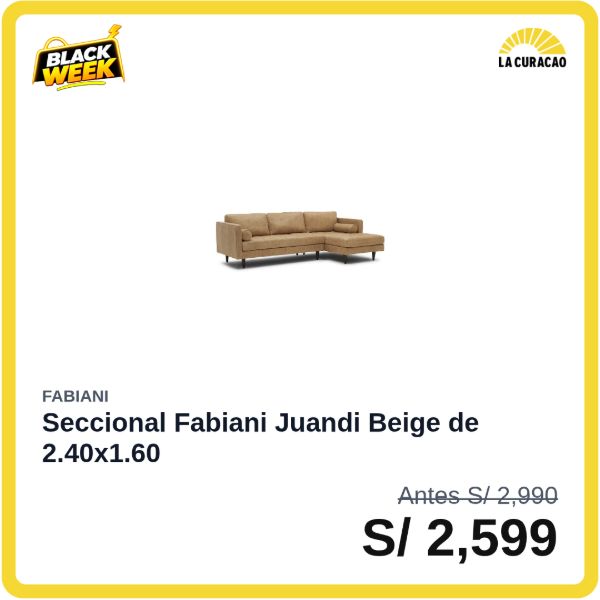 BLACK
WEEK
LA CURACAO
FABIANI
Seccional Fabiani Juandi Beige de
2.40x1.60
Antes S/ 2,990
S/ 2,599